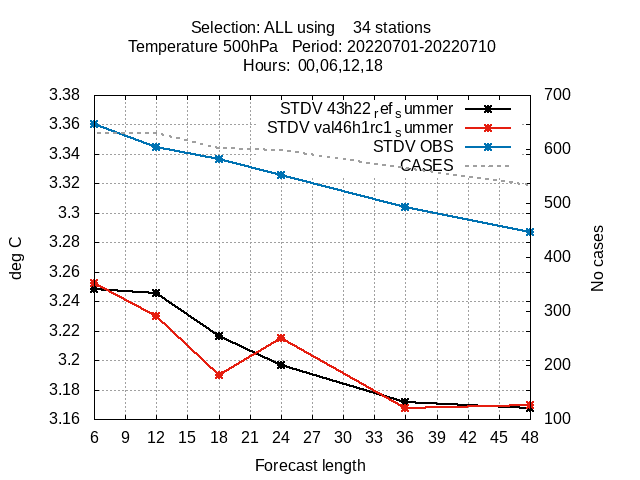 Selection: ALL using    34 stations
Temperature 500hPa   Period: 20220701-20220710
Hours: 00,06,12,18
3.38
3.36
3.34
3.32
3.3
3.28
3.26
3.24
3.22
3.2
3.18
3.16
deg C
STDV 43h22refsummer
STDV val46h1rc1summer
STDV OBS
CASES
700
600
500
400
300
200
100
No cases
6 9 12 15 18 21 24 27 30 33 36 39 42 45 48
Forecast length